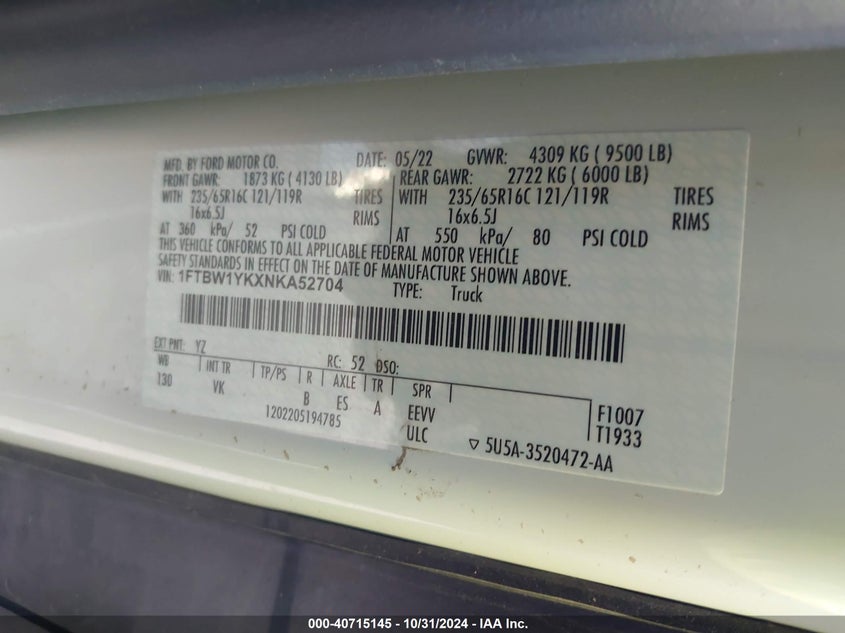 MFD. BY FORD MOTOR CO. DATE: 05/22 GVWR: 4309 KG ( 9500 LB)
FRONT GAWR: 1873 KG ( 4130 LB) REAR GAWR: 2722 KG ( 6000 LB)
WITH 235/65R16C 121/119R TIRES WITH 235/65R16C 121/119R TIRES
16x6.5J RIMS 16x6.5J RIMS
AT 360 kPa/ 52 PSI COLD AT 550 kPa/ 80 PSI COLD
THIS VEHICLE CONFORMS TO ALL APPLICABLE FEDERAL MOTOR VEHICLE
SAFETY STANDARDS IN EFFECT ON THE DATE OF MANUFACTURE SHOWN ABOVE.
VIN: 1FTBW1YKXNKA52704 TYPE: Truck
EXT PNT: YZ RC: 52 DSO:
WB INT TR TP/PS R AXLE TR SPR
130 VK B ES A EEVV F1007
1202205194785 ULC T1933
▽ 5U5A-3520472-AA
000-40715145 - 10/31/2024 - IAA Inc.